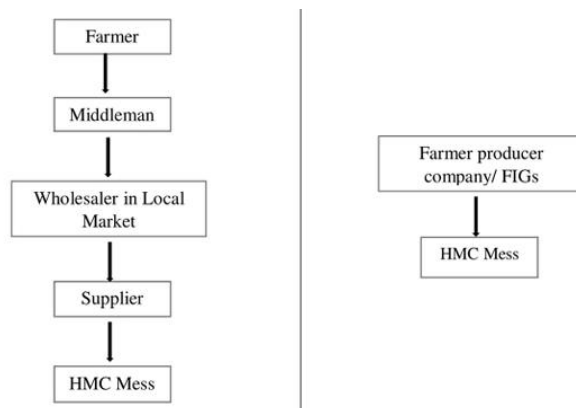 Farmer
Middleman
Wholesaler in Local
Market
Supplier
HMC Mess
Farmer producer
company/ FIGs
HMC Mess